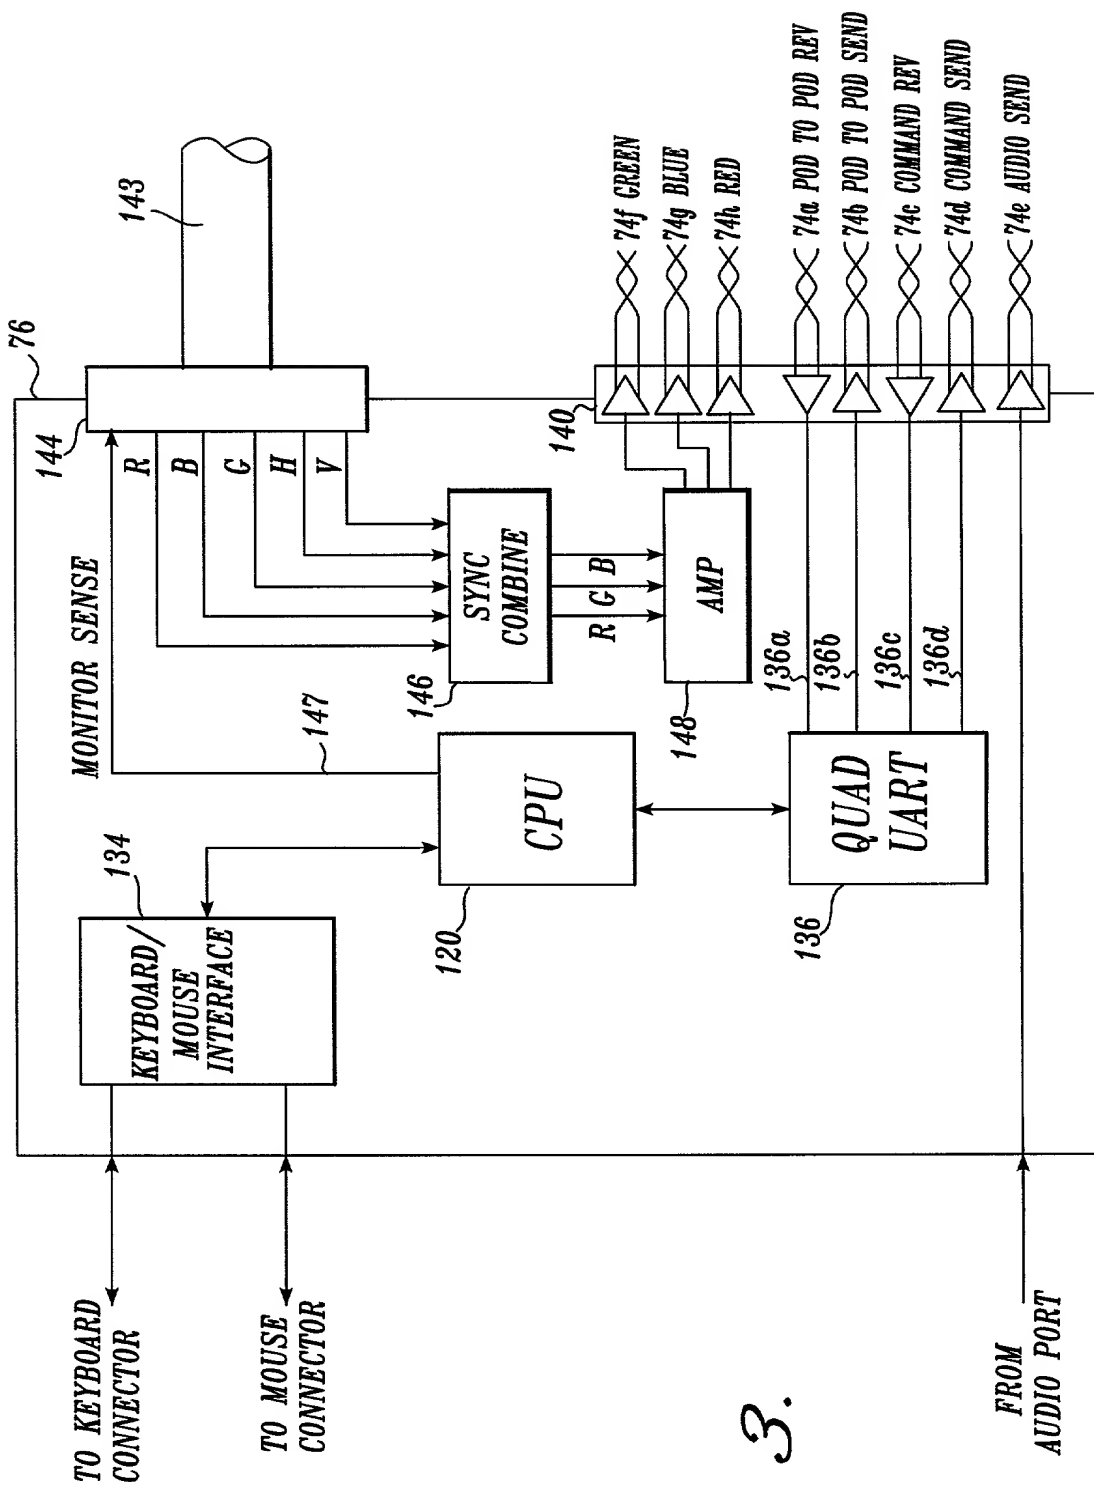 76
143
144
MONITOR SENSE
R
B
G
H
V
147
134
KEYBOARD/
MOUSE
INTERFACE
TO KEYBOARD
CONNECTOR
TO MOUSE
CONNECTOR
SYNC
COMBINE
146
R G B
AMP
148
CPU
120
140
74f GREEN
74g BLUE
74h RED
74a POD TO POD REV
74b POD TO POD SEND
74c COMMAND REV
74d COMMAND SEND
74e AUDIO SEND
136a
136b
136c
136d
QUAD
UART
136
FROM
AUDIO PORT
3.